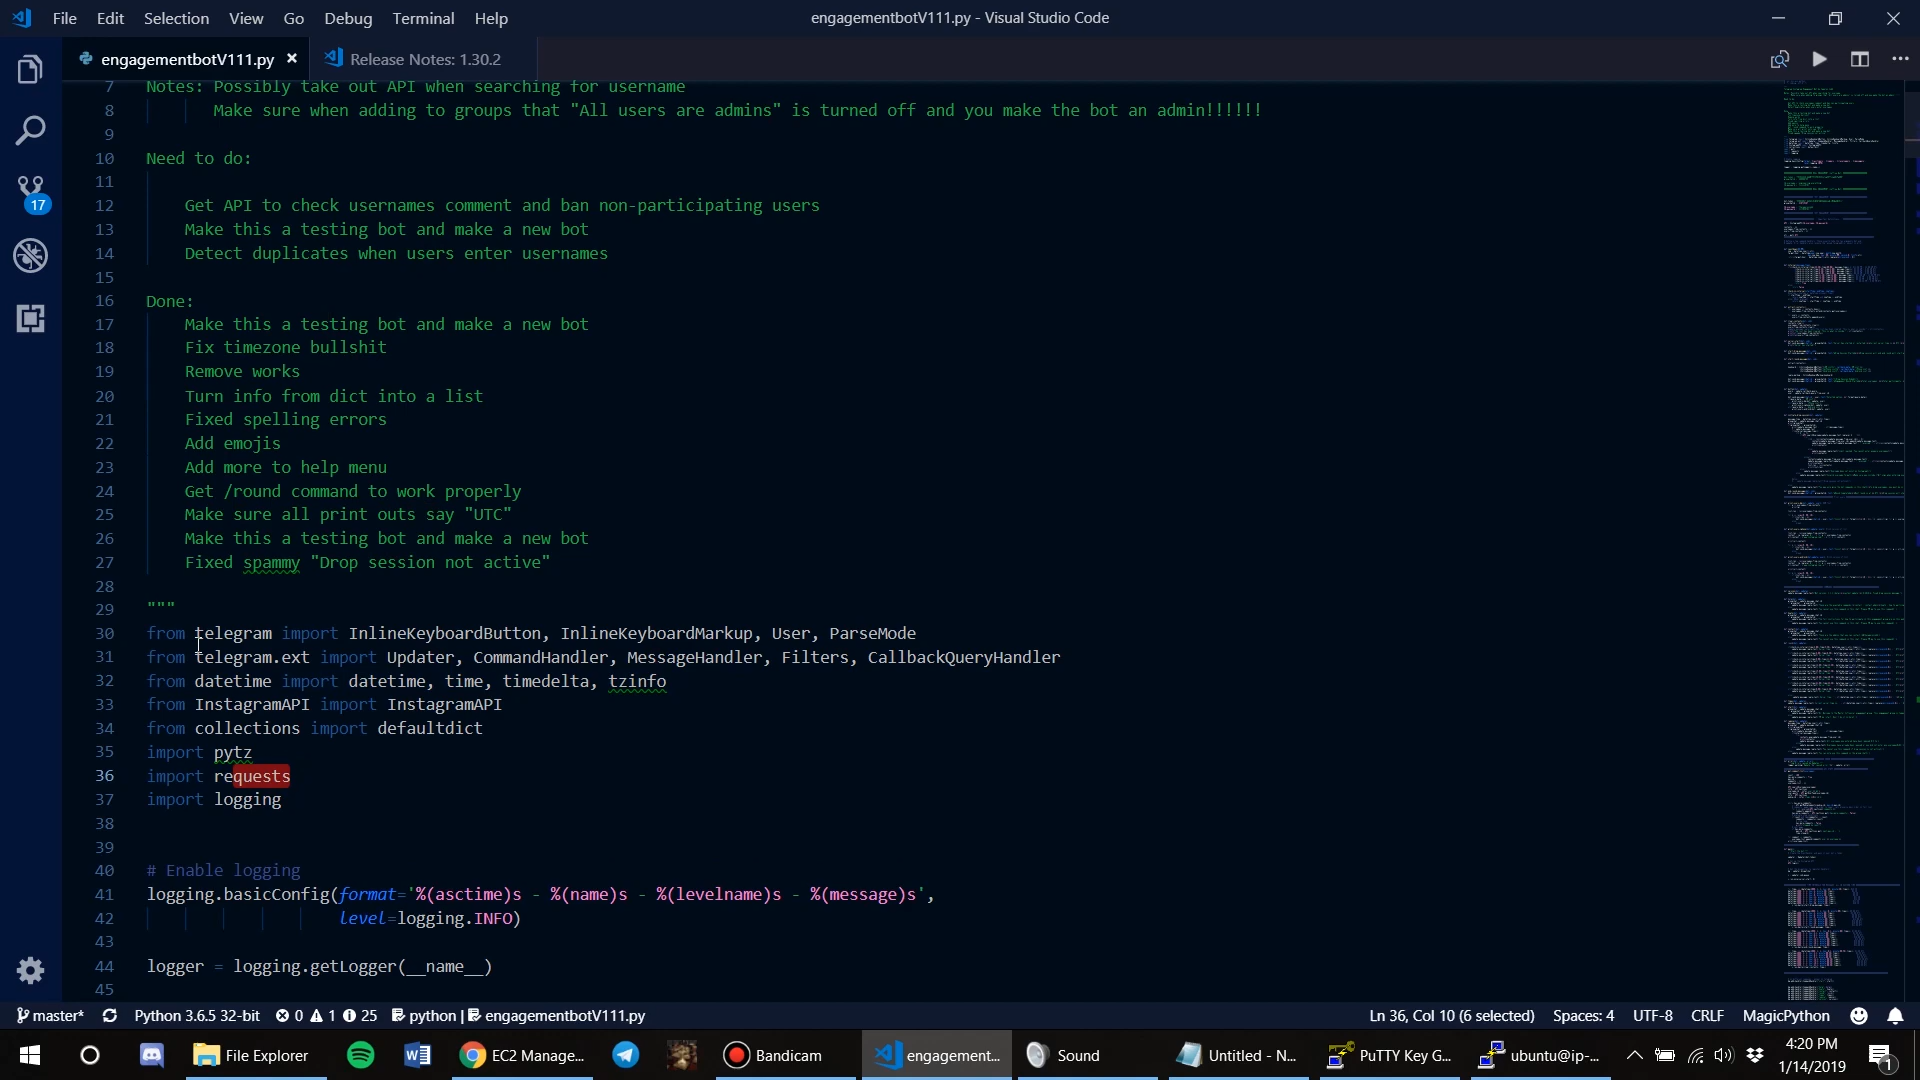 File Edit Selection View Go Debug Terminal Help
engagementbotV111.py - Visual Studio Code
engagementbotV111.py
Release Notes: 1.30.2
7 Notes: Possibly take out API when searching for username
8 Make sure when adding to groups that "All users are admins" is turned off and you make the bot an admin!!!!!!
9
10 Need to do:
11
12 Get API to check usernames comment and ban non-participating users
13 Make this a testing bot and make a new bot
14 Detect duplicates when users enter usernames
15
16 Done:
17 Make this a testing bot and make a new bot
18 Fix timezone bullshit
19 Remove works
20 Turn info from dict into a list
21 Fixed spelling errors
22 Add emojis
23 Add more to help menu
24 Get /round command to work properly
25 Make sure all print outs say "UTC"
26 Make this a testing bot and make a new bot
27 Fixed spammy "Drop session not active"
28
29 """
30 from telegram import InlineKeyboardButton, InlineKeyboardMarkup, User, ParseMode
31 from telegram.ext import Updater, CommandHandler, MessageHandler, Filters, CallbackQueryHandler
32 from datetime import datetime, time, timedelta, tzinfo
33 from InstagramAPI import InstagramAPI
34 from collections import defaultdict
35 import pytz
36 import requests
37 import logging
38
39
40 # Enable logging
41 logging.basicConfig(format='%(asctime)s - %(name)s - %(levelname)s - %(message)s',
42 level=logging.INFO)
43
44 logger = logging.getLogger(__name__)
45
17
master* Python 3.6.5 32-bit 0 1 25 python | engagementbotV111.py Ln 36, Col 10 (6 selected) Spaces: 4 UTF-8 CRLF MagicPython
File Explorer EC2 Manage... Bandicam engagement... Sound Untitled - N... PuTTY Key G... ubuntu@ip-... 4:20 PM
1/14/2019
1